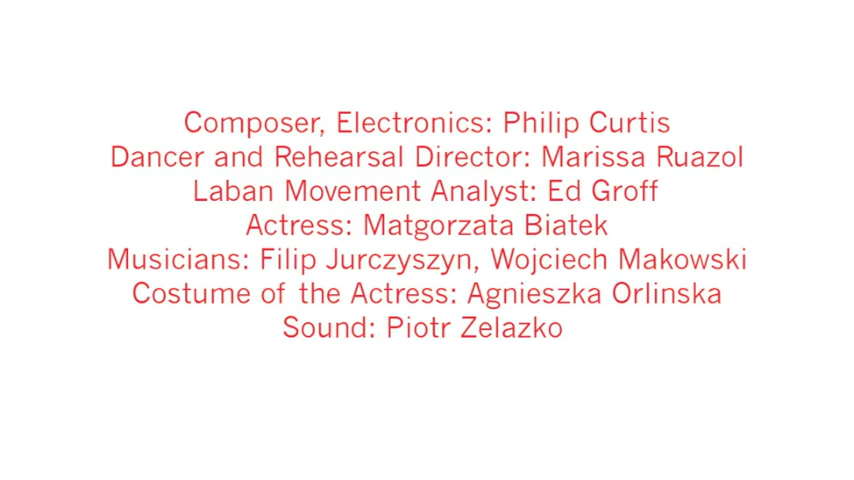 Composer, Electronics: Philip Curtis
Dancer and Rehearsal Director: Marissa Ruazol
Laban Movement Analyst: Ed Groff
Actress: Matgorzata Biatek
Musicians: Filip Jurczyszyn, Wojciech Makowski
Costume of the Actress: Agnieszka Orlinska
Sound: Piotr Zelazko